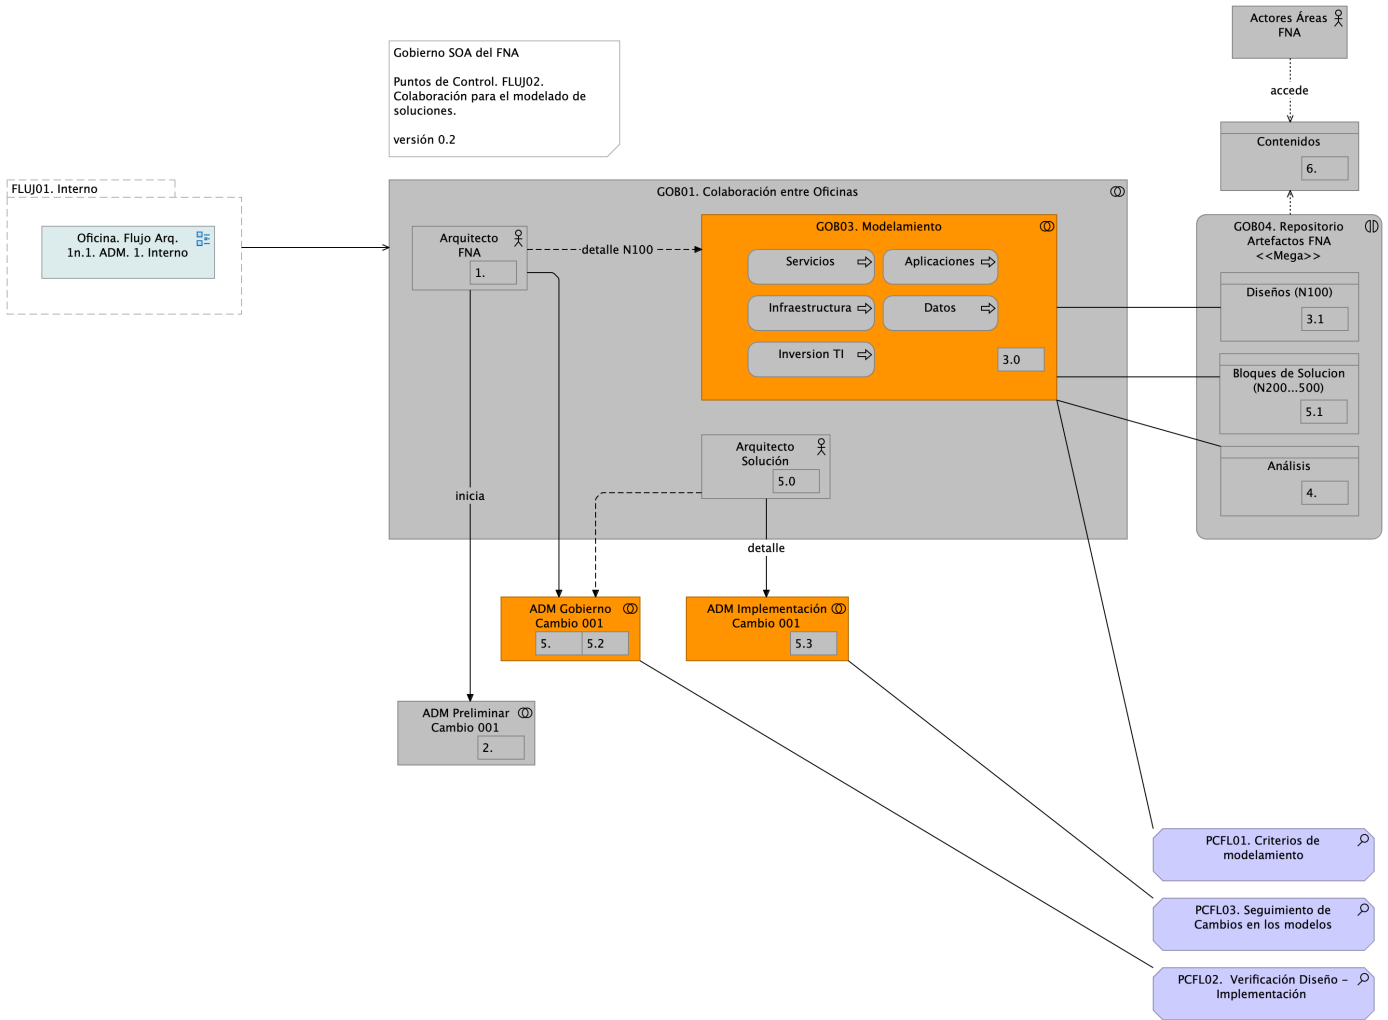 Actores Áreas
FNA
Gobierno SOA del FNA
Puntos de Control. FLUJ02.
Colaboración para el modelado de
soluciones.
versión 0.2
accede
Contenidos
6.
FLUJ01. Interno
Oficina. Flujo Arq.
1n.1. ADM. 1. Interno
GOB01. Colaboración entre Oficinas
Arquitecto
FNA
1.
detalle N100
GOB03. Modelamiento
Servicios
Aplicaciones
Infraestructura
Datos
Inversion TI
3.0
GOB04. Repositorio
Artefactos FNA
<<Mega>>
Diseños (N100)
3.1
Bloques de Solucion
(N200...500)
5.1
Análisis
4.
Arquitecto
Solución
5.0
inicia
detalle
ADM Gobierno
Cambio 001
5.
5.2
ADM Implementación
Cambio 001
5.3
ADM Preliminar
Cambio 001
2.
PCFL01. Criterios de
modelamiento
PCFL03. Seguimiento de
Cambios en los modelos
PCFL02.  Verificación Diseño -
Implementación